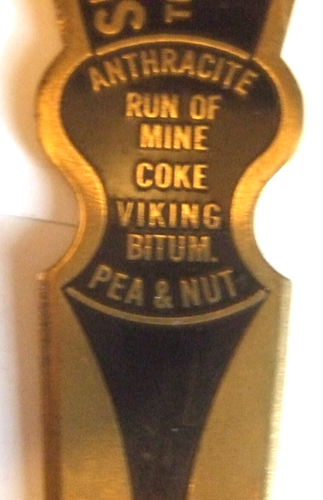 ANTHRACITE
RUN OF
MINE
COKE
VIKING
BITUM.
PEA & NUT